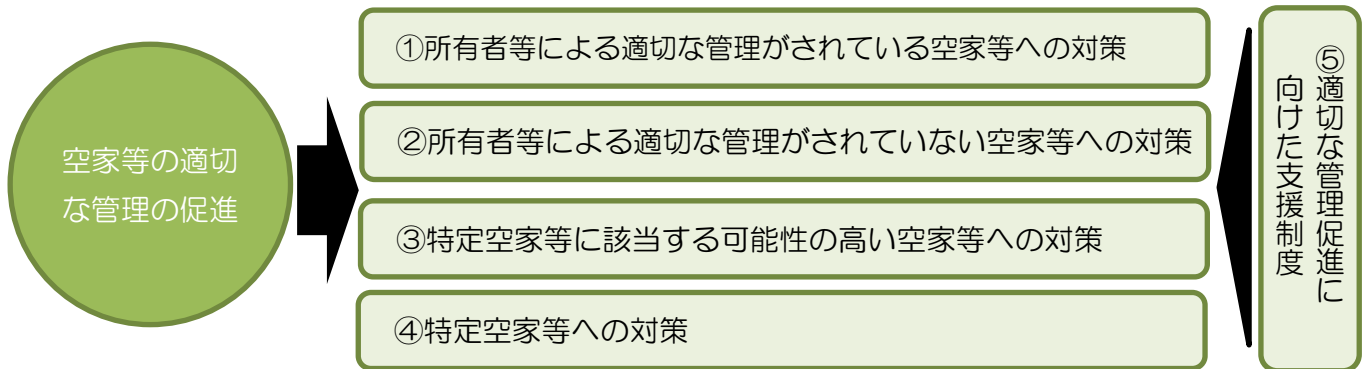 空家等の適切
な管理の促進
①所有者等による適切な管理がされている空家等への対策
②所有者等による適切な管理がされていない空家等への対策
③特定空家等に該当する可能性の高い空家等への対策
④特定空家等への対策
⑤適切な管理促進に
向けた支援制度